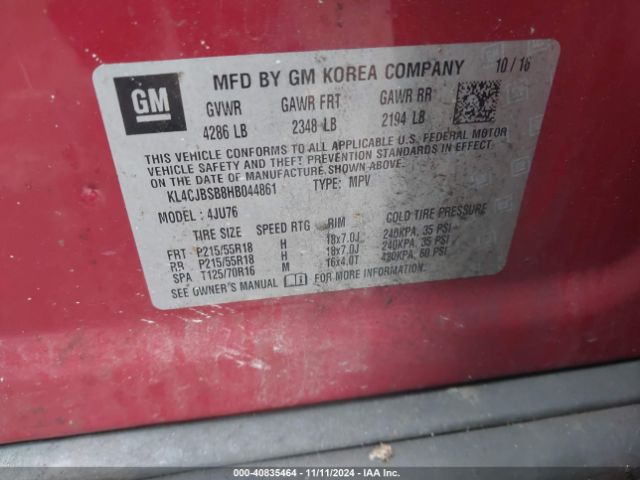 GM
MFD BY GM KOREA COMPANY 10/16
GVWR GAWR FRT GAWR RR
4286 LB 2348 LB 2194 LB
THIS VEHICLE CONFORMS TO ALL APPLICABLE U.S. FEDERAL MOTOR
VEHICLE SAFETY AND THEFT PREVENTION STANDARDS IN EFFECT
ON THE DATE OF MANUFACTURE SHOWN ABOVE.
KL4CJBSB8HB044861 TYPE: MPV
MODEL: 4JU76
TIRE SIZE SPEED RTG RIM COLD TIRE PRESSURE
FRT P215/55R18 H 18x7.0J 240KPA, 35 PSI
RR P215/55R18 H 18x7.0J 240KPA, 35 PSI
SPA T125/70R16 M 16x4.0T 420KPA, 60 PSI
SEE OWNER'S MANUAL FOR MORE INFORMATION
000-40835464 - 11/11/2024 - IAAI.COM